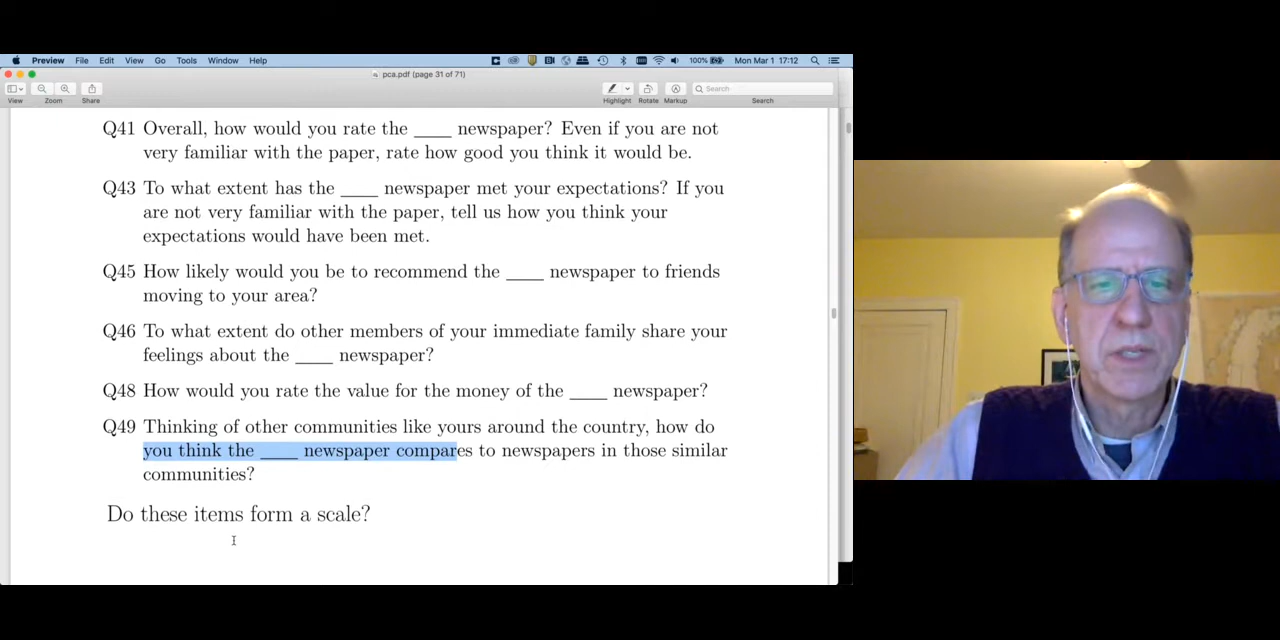 Preview File Edit View Go Tools Window Help 100% Mon Mar 1 17:12
pca.pdf (page 31 of 71)
View Zoom Share Highlight Rotate Markup Search
Search
Q41 Overall, how would you rate the ____ newspaper? Even if you are not
very familiar with the paper, rate how good you think it would be.
Q43 To what extent has the ____ newspaper met your expectations? If you
are not very familiar with the paper, tell us how you think your
expectations would have been met.
Q45 How likely would you be to recommend the ____ newspaper to friends
moving to your area?
Q46 To what extent do other members of your immediate family share your
feelings about the ____ newspaper?
Q48 How would you rate the value for the money of the ____ newspaper?
Q49 Thinking of other communities like yours around the country, how do
you think the ____ newspaper compares to newspapers in those similar
communities?
Do these items form a scale?